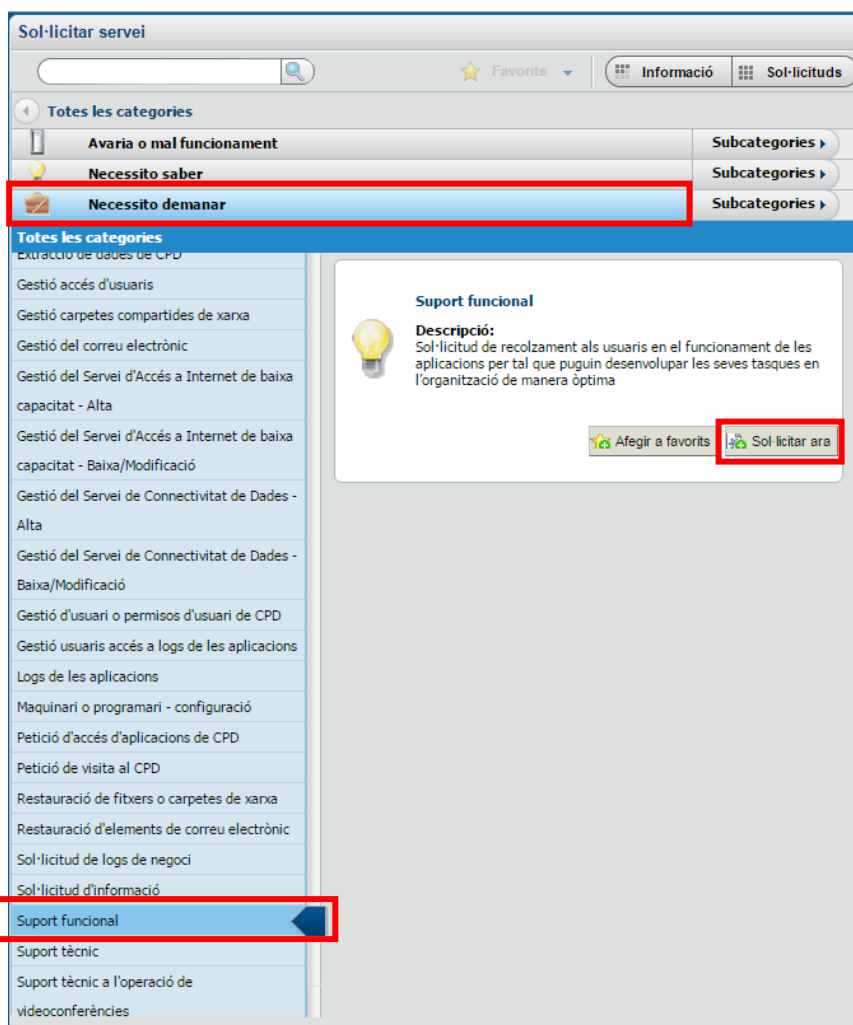 Sol·licitar servei
Favorits
Informació
Sol·licituds
Totes les categories
Avaria o mal funcionament
Subcategories
Necessito saber
Subcategories
Necessito demanar
Subcategories
Totes les categories
Extracció de dades de CPD
Gestió accés d'usuaris
Gestió carpetes compartides de xarxa
Gestió del correu electrònic
Gestió del Servei d'Accés a Internet de baixa
capacitat - Alta
Gestió del Servei d'Accés a Internet de baixa
capacitat - Baixa/Modificació
Gestió del Servei de Connectivitat de Dades -
Alta
Gestió del Servei de Connectivitat de Dades -
Baixa/Modificació
Gestió d'usuari o permisos d'usuari de CPD
Gestió usuaris accés a logs de les aplicacions
Logs de les aplicacions
Maquinari o programari - configuració
Petició d'accés d'aplicacions de CPD
Petició de visita al CPD
Restauració de fitxers o carpetes de xarxa
Restauració d'elements de correu electrònic
Sol·licitud de logs de negoci
Sol·licitud d'informació
Suport funcional
Suport tècnic
Suport tècnic a l'operació de
videoconferències
Suport funcional
Descripció:
Sol·licitud de recolzament als usuaris en el funcionament de les
aplicacions per tal que puguin desenvolupar les seves tasques en
l'organització de manera òptima
Afegir a favorits
Sol·licitar ara